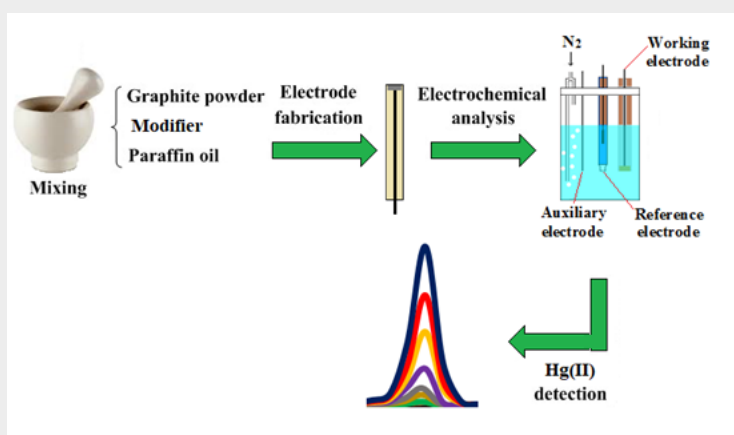 Graphite powder
Modifier
Paraffin oil
Mixing
Electrode
fabrication
Electrochemical
analysis
N2
Working
electrode
Auxiliary
electrode
Reference
electrode
Hg(II)
detection